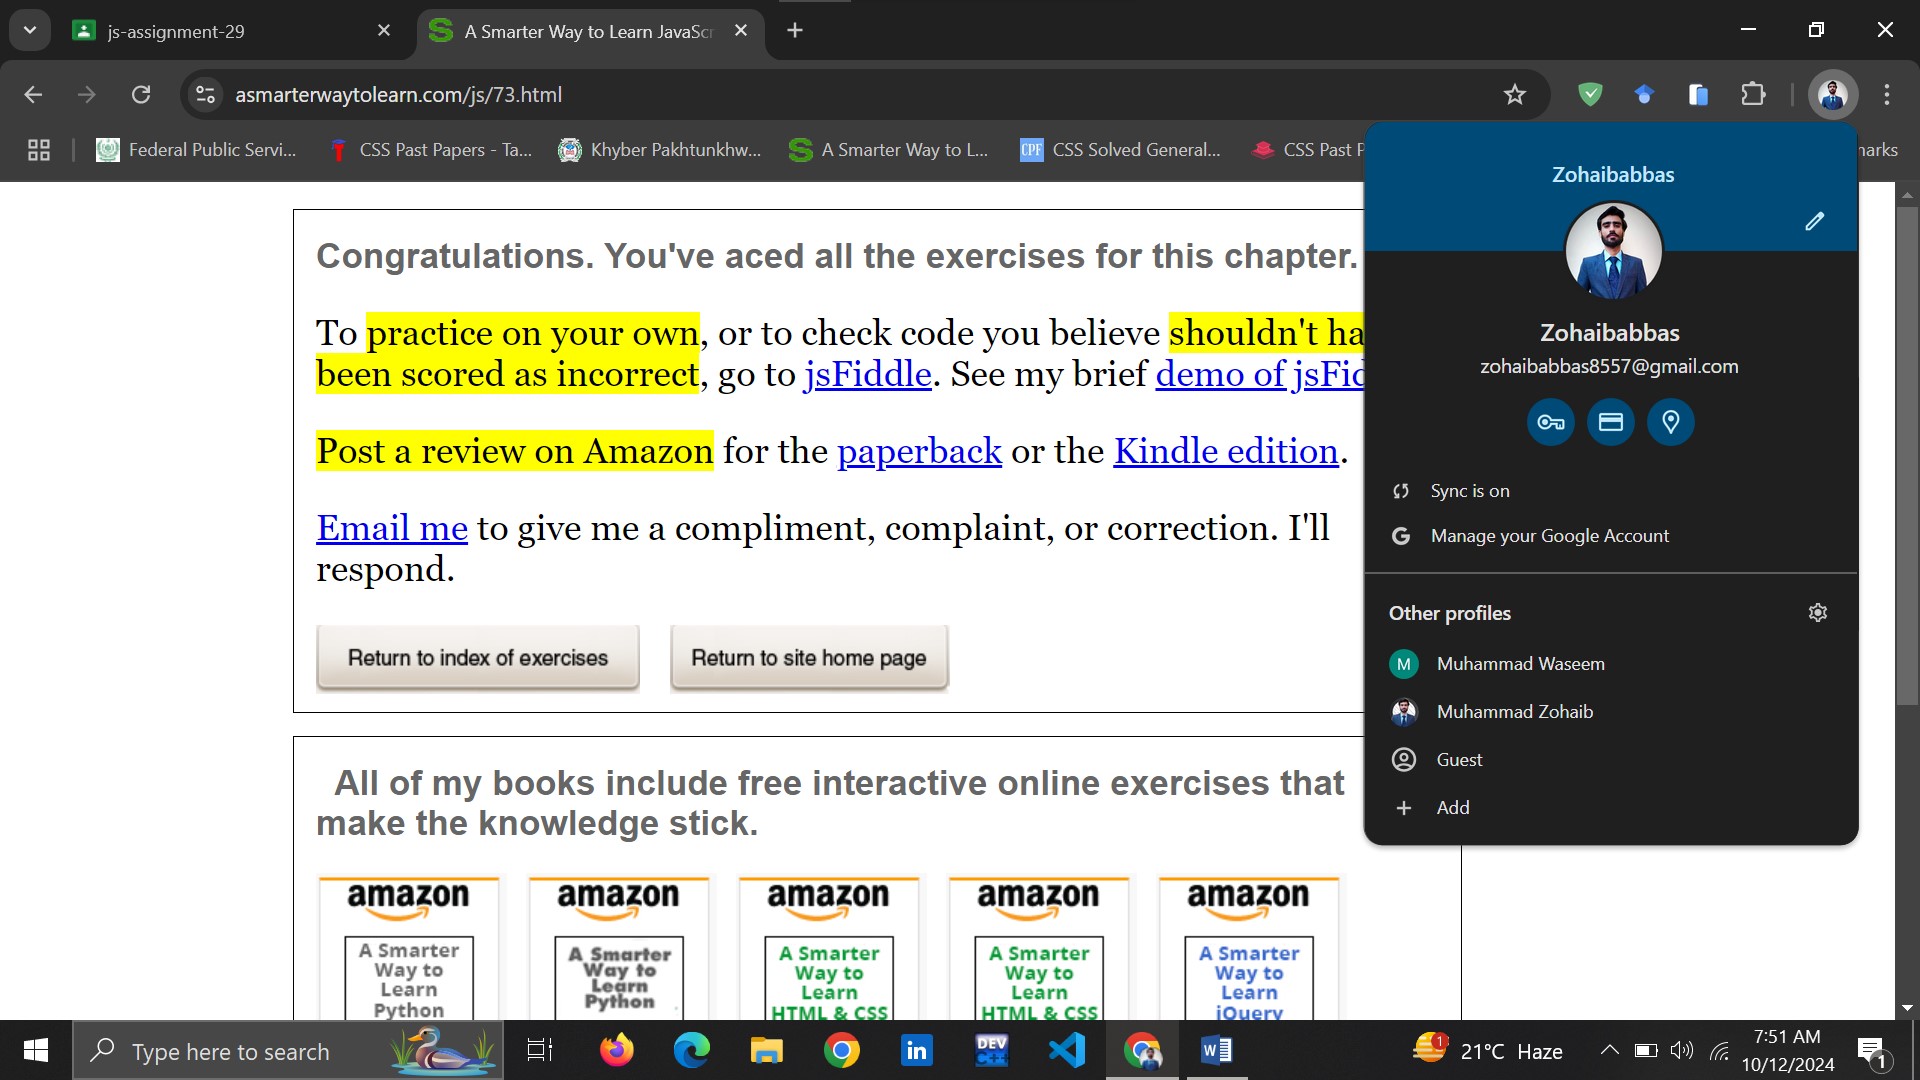 js-assignment-29
A Smarter Way to Learn JavaScr
asmarterwaytolearn.com/js/73.html
Federal Public Servi...
CSS Past Papers - Ta...
Khyber Pakhtunkhw...
A Smarter Way to L...
CPF CSS Solved General...
CSS Past P
arks
Zohaibabbas
Zohaibabbas
zohaibabbas8557@gmail.com
Sync is on
G Manage your Google Account
Other profiles
M Muhammad Waseem
Muhammad Zohaib
Guest
Add
Congratulations. You've aced all the exercises for this chapter.
To practice on your own, or to check code you believe shouldn't ha
been scored as incorrect, go to jsFiddle. See my brief demo of jsFid
Post a review on Amazon for the paperback or the Kindle edition.
Email me to give me a compliment, complaint, or correction. I'll
respond.
Return to index of exercises
Return to site home page
All of my books include free interactive online exercises that
make the knowledge stick.
amazon
A Smarter
Way to
Learn
Python
amazon
A Smarter
Way to
Learn
Python
amazon
A Smarter
Way to
Learn
HTML & CSS
amazon
A Smarter
Way to
Learn
HTML & CSS
amazon
A Smarter
Way to
Learn
jQuery
Type here to search
in
DEV
C++
W
1
21°C Haze
7:51 AM
10/12/2024
1